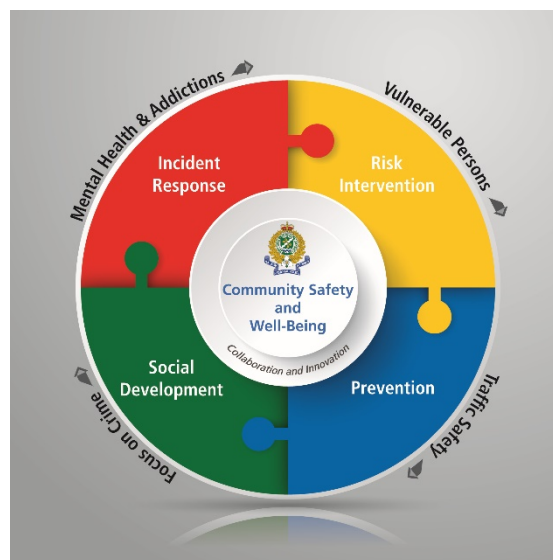 Mental Health & Addictions
Vulnerable Persons
Incident
Response
Risk
Intervention
Community Safety
and
Well-Being
Collaboration and Innovation
Social
Development
Prevention
Focus on Crime
Traffic Safety